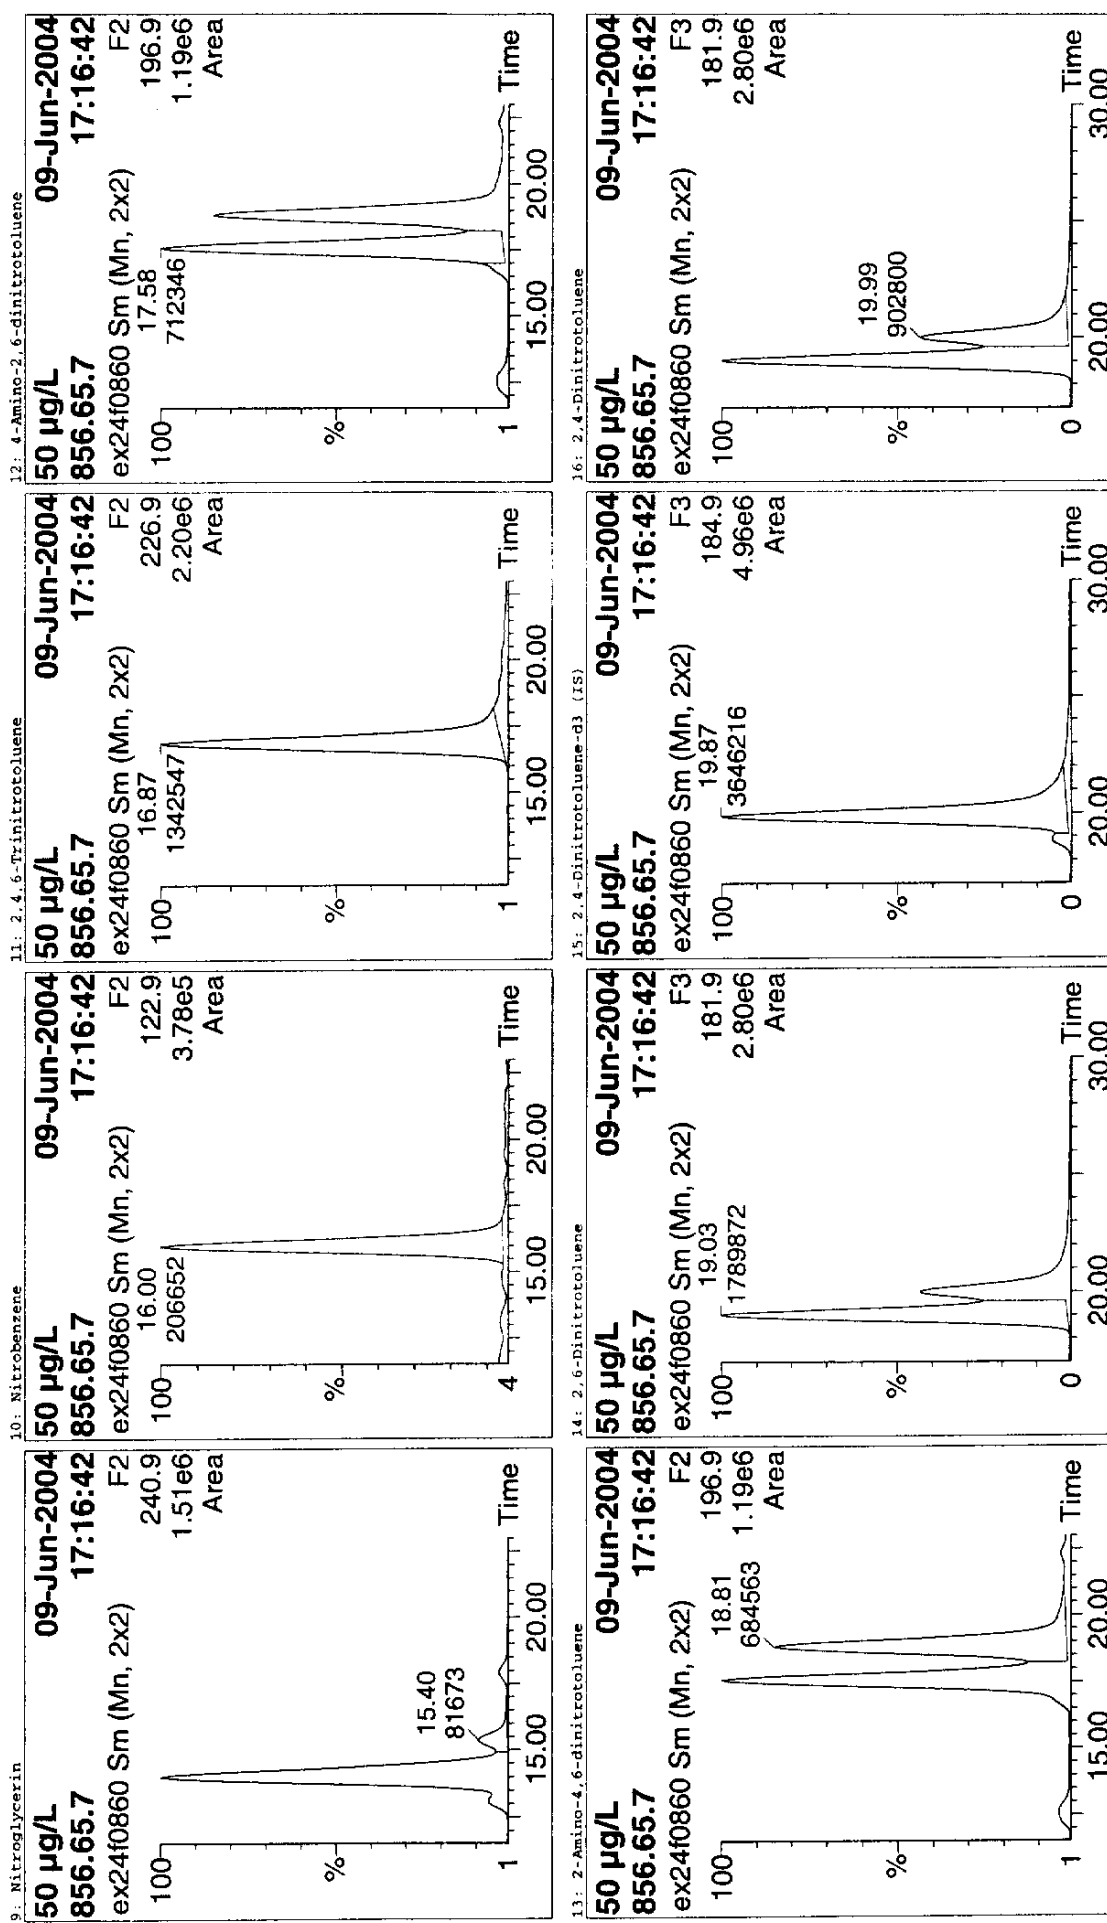 9: Nitroglycerin
50 µg/L 09-Jun-2004
856.65.7 17:16:42
ex24f0860 Sm (Mn, 2x2) F2
240.9
1.51e6
Area
100
%
1
15.40
81673
15.00 20.00 Time
10: Nitrobenzene
50 µg/L 09-Jun-2004
856.65.7 17:16:42
ex24f0860 Sm (Mn, 2x2) F2
122.9
3.78e5
Area
16.00
206652
100
%
4
15.00 20.00 Time
11: 2,4,6-Trinitrotoluene
50 µg/L 09-Jun-2004
856.65.7 17:16:42
ex24f0860 Sm (Mn, 2x2) F2
226.9
2.20e6
Area
16.87
1342547
100
%
1
15.00 20.00 Time
12: 4-Amino-2,6-dinitrotoluene
50 µg/L 09-Jun-2004
856.65.7 17:16:42
ex24f0860 Sm (Mn, 2x2) F2
196.9
1.19e6
Area
17.58
712346
100
%
1
15.00 20.00 Time
13: 2-Amino-4,6-dinitrotoluene
50 µg/L 09-Jun-2004
856.65.7 17:16:42
ex24f0860 Sm (Mn, 2x2) F2
196.9
1.19e6
Area
18.81
684563
100
%
1
15.00 20.00 Time
14: 2,6-Dinitrotoluene
50 µg/L 09-Jun-2004
856.65.7 17:16:42
ex24f0860 Sm (Mn, 2x2) F3
181.9
2.80e6
Area
19.03
1789872
100
%
0
20.00 30.00 Time
15: 2,4-Dinitrotoluene-d3 (IS)
50 µg/L 09-Jun-2004
856.65.7 17:16:42
ex24f0860 Sm (Mn, 2x2) F3
184.9
4.96e6
Area
19.87
3646216
100
%
0
20.00 30.00 Time
16: 2,4-Dinitrotoluene
50 µg/L 09-Jun-2004
856.65.7 17:16:42
ex24f0860 Sm (Mn, 2x2) F3
181.9
2.80e6
Area
19.99
902800
100
%
0
20.00 30.00 Time